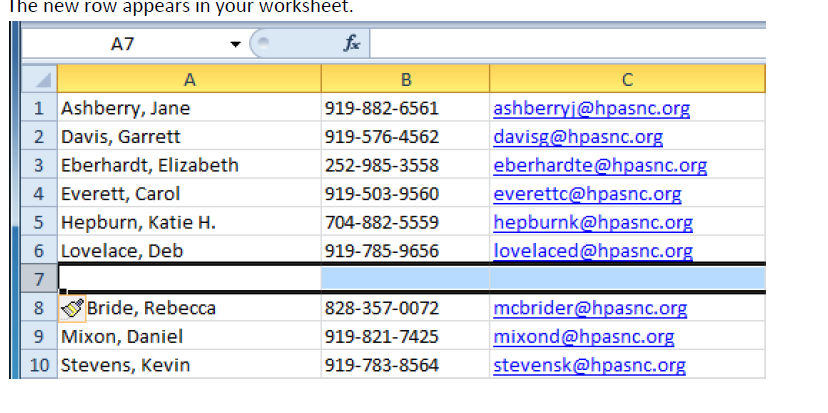 The new row appears in your worksheet.
A7 fx
A B C
1 Ashberry, Jane 919-882-6561 ashberryj@hpasnc.org
2 Davis, Garrett 919-576-4562 davisg@hpasnc.org
3 Eberhardt, Elizabeth 252-985-3558 eberhardte@hpasnc.org
4 Everett, Carol 919-503-9560 everettc@hpasnc.org
5 Hepburn, Katie H. 704-882-5559 hepburnk@hpasnc.org
6 Lovelace, Deb 919-785-9656 lovelaced@hpasnc.org
7
8 Bride, Rebecca 828-357-0072 mcbrider@hpasnc.org
9 Mixon, Daniel 919-821-7425 mixond@hpasnc.org
10 Stevens, Kevin 919-783-8564 stevensk@hpasnc.org